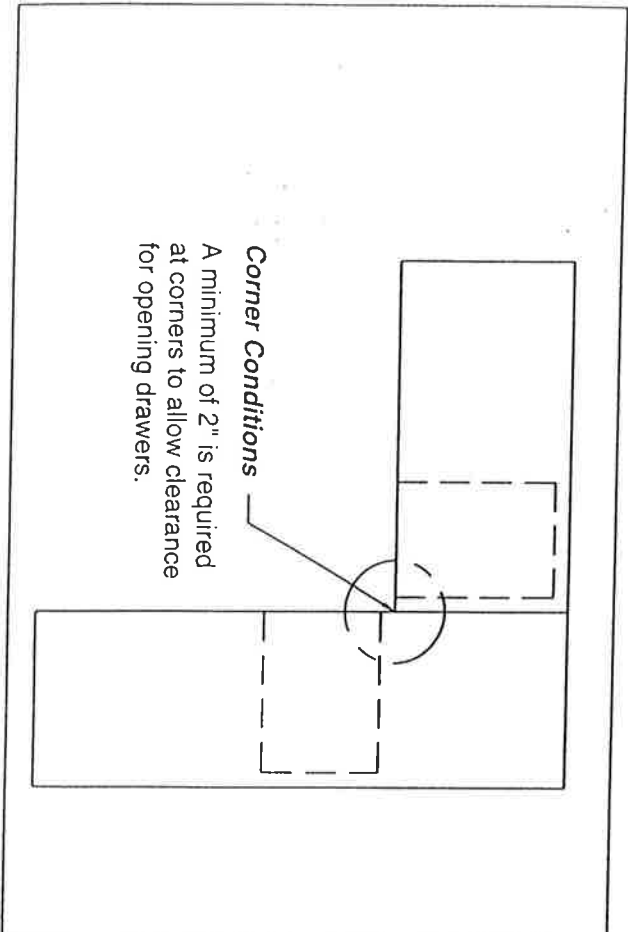 Corner Conditions
A minimum of 2" is required
at corners to allow clearance
for opening drawers.